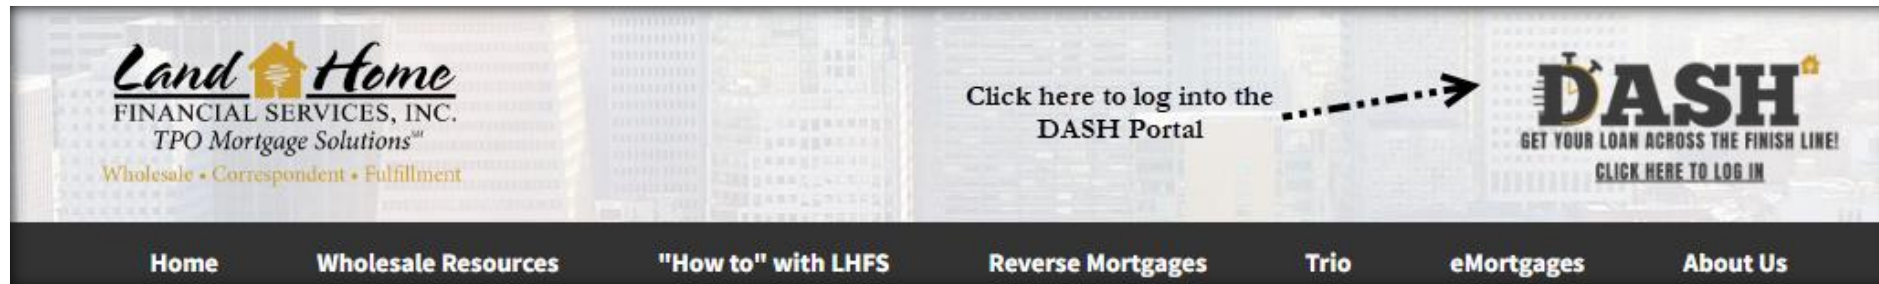 Land Home
FINANCIAL SERVICES, INC.
TPO Mortgage Solutions℠
Wholesale • Correspondent • Fulfillment
Click here to log into the
DASH Portal
DASH
GET YOUR LOAN ACROSS THE FINISH LINE!
CLICK HERE TO LOG IN
Home Wholesale Resources "How to" with LHFS Reverse Mortgages Trio eMortgages About Us